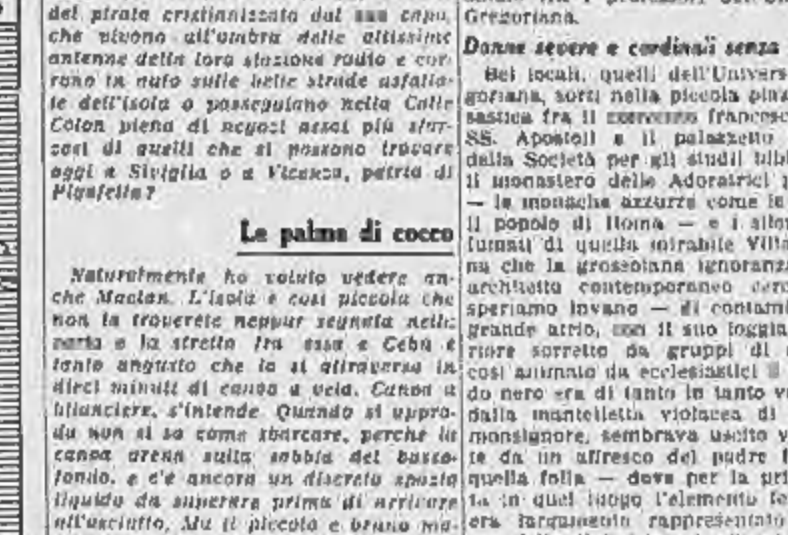 del pirata cristianizzato dal suo capo,
che vivono all'ombra delle altissime
antenne della loro stazione radio e cor-
rono in auto sulle belle strade asfalta-
te dell'isola o passeggiano nella Calle
Colon piena di negozi assai più sfar-
zosi di quelli che si possono trovare
oggi a Siviglia o a Vicenza, patria di
Pigafetta?
Le palme di cocco
Naturalmente ho voluto vedere an-
che Mactan. L'isola è così piccola che
non la troverete neppur segnata nella
carta e lo stretto fra essa e Cebù è
tanto angusto che lo si attraversa in
dieci minuti di canoa a vela. Canoa a
bilanciere, s'intende. Quando si appro-
da non si sa come sbarcare, perché la
canoa arena sulla sabbia del basso-
fondo, e c'è ancora un discreto spazio
liquido da superare prima di arrivare
all'asciutto. Ma il piccolo e bruno ma-
Gregoriana.
Donne severe e cardinali senza
Bei locali, quelli dell'Univers
goriana, sorti nella piccola piaz
sastica fra il convento francesc
SS. Apostoli e il palazzetto
dalla Società per gli studii bibl
il monastero delle Adoratrici
— le monache azzurre come le
il popolo di Roma — e i
di quella mirabile Villa
na che la grossolana ignoranza
architetto contemporaneo cerc
speriamo invano — di contami
grande atrio, con il suo loggia
riore sorretto da gruppi di
così animato da ecclesiastici
do nero era di tanto in tanto
dalla mantelletta violacea di
monsignore, sembrava uscito v
te da un affresco del padre
quella folla — dove per la pri
ta in quel luogo l'elemento fe
era largamente rappresentato